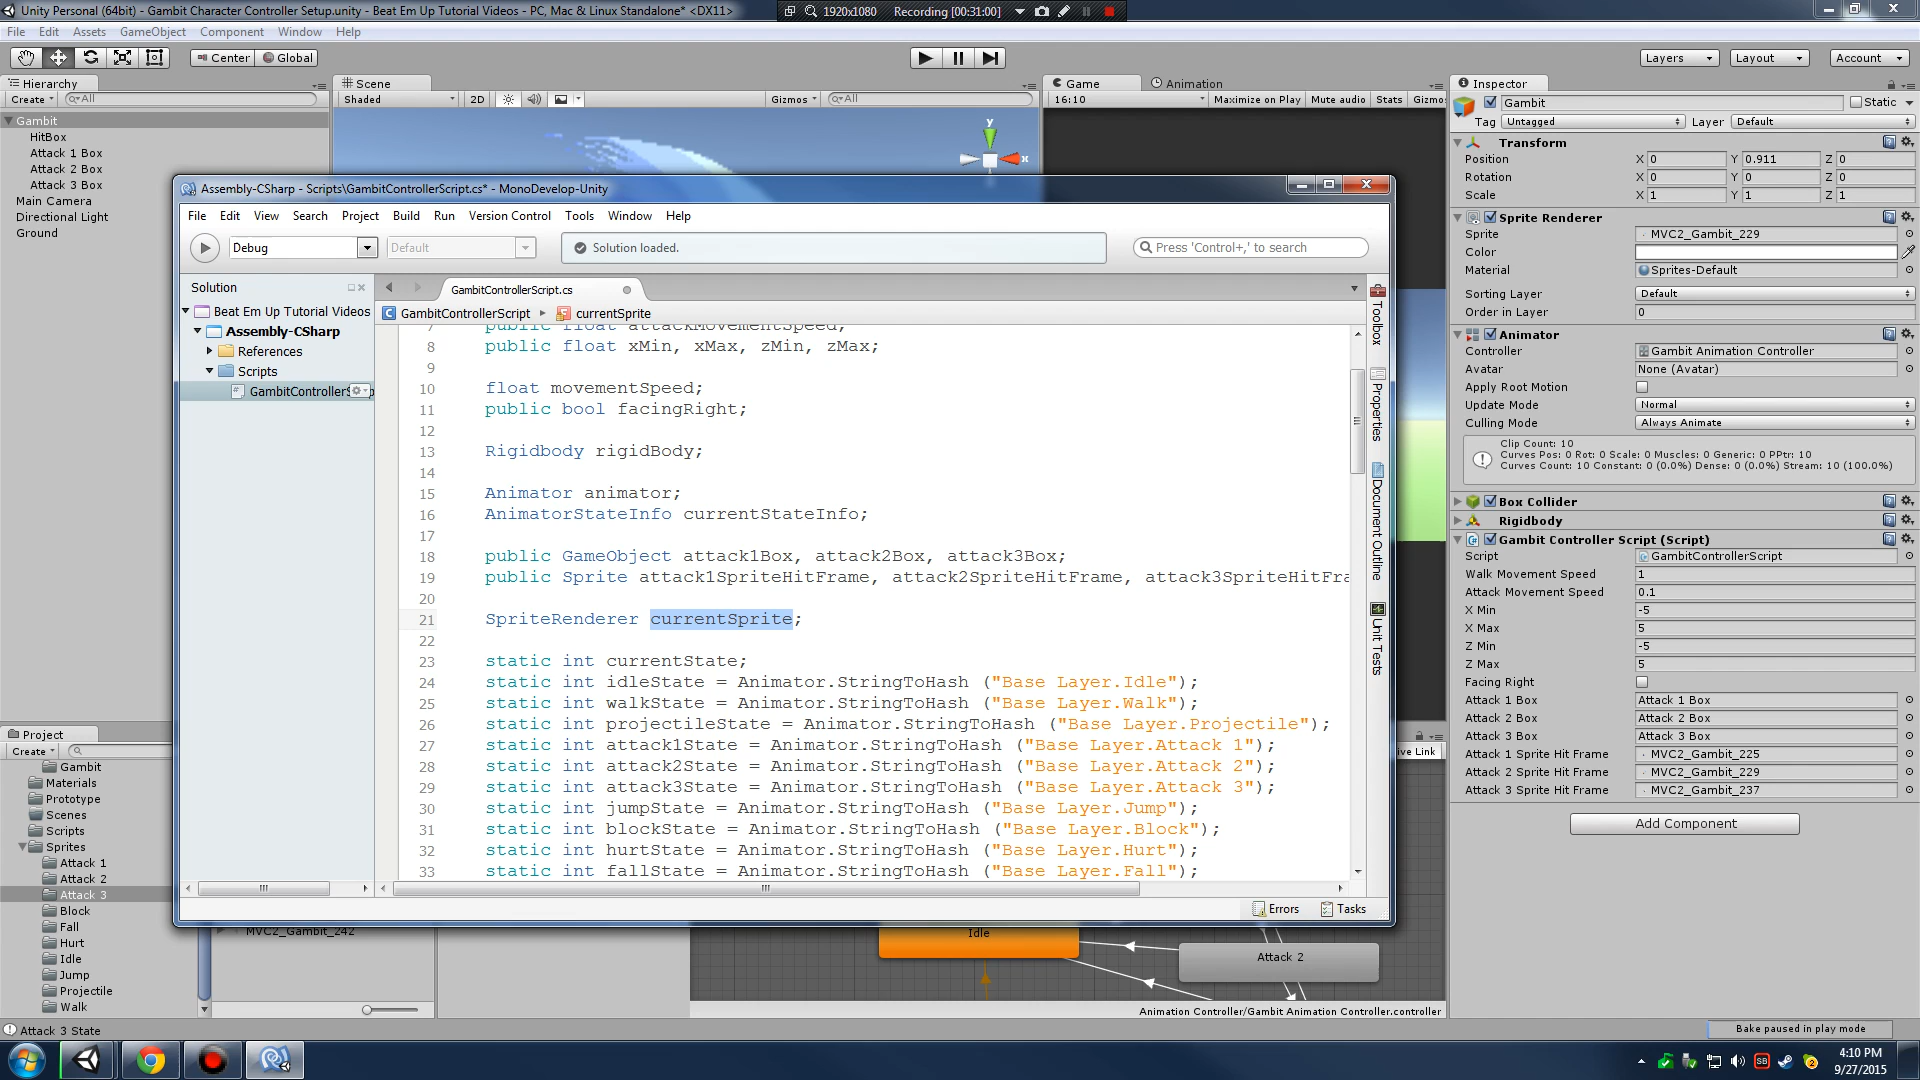 Unity Personal (64bit) - Gambit Character Controller Setup.unity - Beat Em Up Tutorial Videos - PC, Mac & Linux Standalone* <DX11>
1920x1080 Recording [00:31:00]
File Edit Assets GameObject Component Window Help
Center Global Layers Layout Account
Hierarchy
Create All
Gambit
HitBox
Attack 1 Box
Attack 2 Box
Attack 3 Box
Main Camera
Directional Light
Ground
Scene
Shaded 2D Gizmos All
y
x
Game Animation
16:10 Maximize on Play Mute audio Stats Gizmos
Assembly-CSharp - Scripts\GambitControllerScript.cs* - MonoDevelop-Unity
File Edit View Search Project Build Run Version Control Tools Window Help
Debug Default Solution loaded. Press 'Control+,' to search
Solution
Beat Em Up Tutorial Videos
Assembly-CSharp
References
Scripts
GambitControllerS
GambitControllerScript.cs
GambitControllerScript currentSprite
7 public float attackMovementSpeed;
8 public float xMin, xMax, zMin, zMax;
9
10 float movementSpeed;
11 public bool facingRight;
12
13 Rigidbody rigidBody;
14
15 Animator animator;
16 AnimatorStateInfo currentStateInfo;
17
18 public GameObject attack1Box, attack2Box, attack3Box;
19 public Sprite attack1SpriteHitFrame, attack2SpriteHitFrame, attack3SpriteHitFra
20
21 SpriteRenderer currentSprite;
22
23 static int currentState;
24 static int idleState = Animator.StringToHash ("Base Layer.Idle");
25 static int walkState = Animator.StringToHash ("Base Layer.Walk");
26 static int projectileState = Animator.StringToHash ("Base Layer.Projectile");
27 static int attack1State = Animator.StringToHash ("Base Layer.Attack 1");
28 static int attack2State = Animator.StringToHash ("Base Layer.Attack 2");
29 static int attack3State = Animator.StringToHash ("Base Layer.Attack 3");
30 static int jumpState = Animator.StringToHash ("Base Layer.Jump");
31 static int blockState = Animator.StringToHash ("Base Layer.Block");
32 static int hurtState = Animator.StringToHash ("Base Layer.Hurt");
33 static int fallState = Animator.StringToHash ("Base Layer.Fall");
Toolbox
Properties
Document Outline
Unit Tests
Errors Tasks
Inspector
Gambit Static
Tag Untagged Layer Default
Transform
Position X 0 Y 0.911 Z 0
Rotation X 0 Y 0 Z 0
Scale X 1 Y 1 Z 1
Sprite Renderer
Sprite MVC2_Gambit_229
Color
Material Sprites-Default
Sorting Layer Default
Order in Layer 0
Animator
Controller Gambit Animation Controller
Avatar None (Avatar)
Apply Root Motion
Update Mode Normal
Culling Mode Always Animate
Clip Count: 10
Curves Pos: 0 Rot: 0 Scale: 0 Muscles: 0 Generic: 0 PPtr: 10
Curves Count: 10 Constant: 0 (0.0%) Dense: 0 (0.0%) Stream: 10 (100.0%)
Box Collider
Rigidbody
Gambit Controller Script (Script)
Script GambitControllerScript
Walk Movement Speed 1
Attack Movement Speed 0.1
X Min -5
X Max 5
Z Min -5
Z Max 5
Facing Right
Attack 1 Box Attack 1 Box
Attack 2 Box Attack 2 Box
Attack 3 Box Attack 3 Box
Attack 1 Sprite Hit Frame MVC2_Gambit_225
Attack 2 Sprite Hit Frame MVC2_Gambit_229
Attack 3 Sprite Hit Frame MVC2_Gambit_237
Add Component
Project
Create
Gambit
Materials
Prototype
Scenes
Scripts
Sprites
Attack 1
Attack 2
Attack 3
Block
Fall
Hurt
Idle
Jump
Projectile
Walk
MVC2_Gambit_242
ive Link
Idle
Attack 2
Animation Controller/Gambit Animation Controller.controller
Attack 3 State
Bake paused in play mode
4:10 PM
9/27/2015